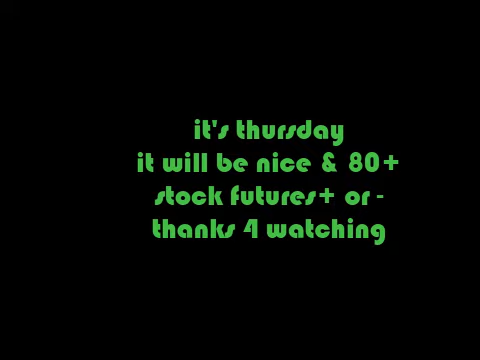 it's thursday
it will be nice & 80+
stock futures+ or -
thanks 4 watching